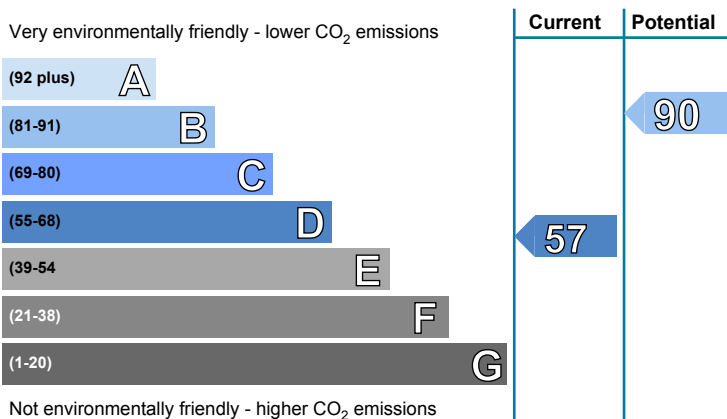 Very environmentally friendly - lower CO₂ emissions
Current
Potential
(92 plus) A
(81-91) B
90
(69-80) C
(55-68) D
57
(39-54 E
(21-38) F
(1-20) G
Not environmentally friendly - higher CO₂ emissions